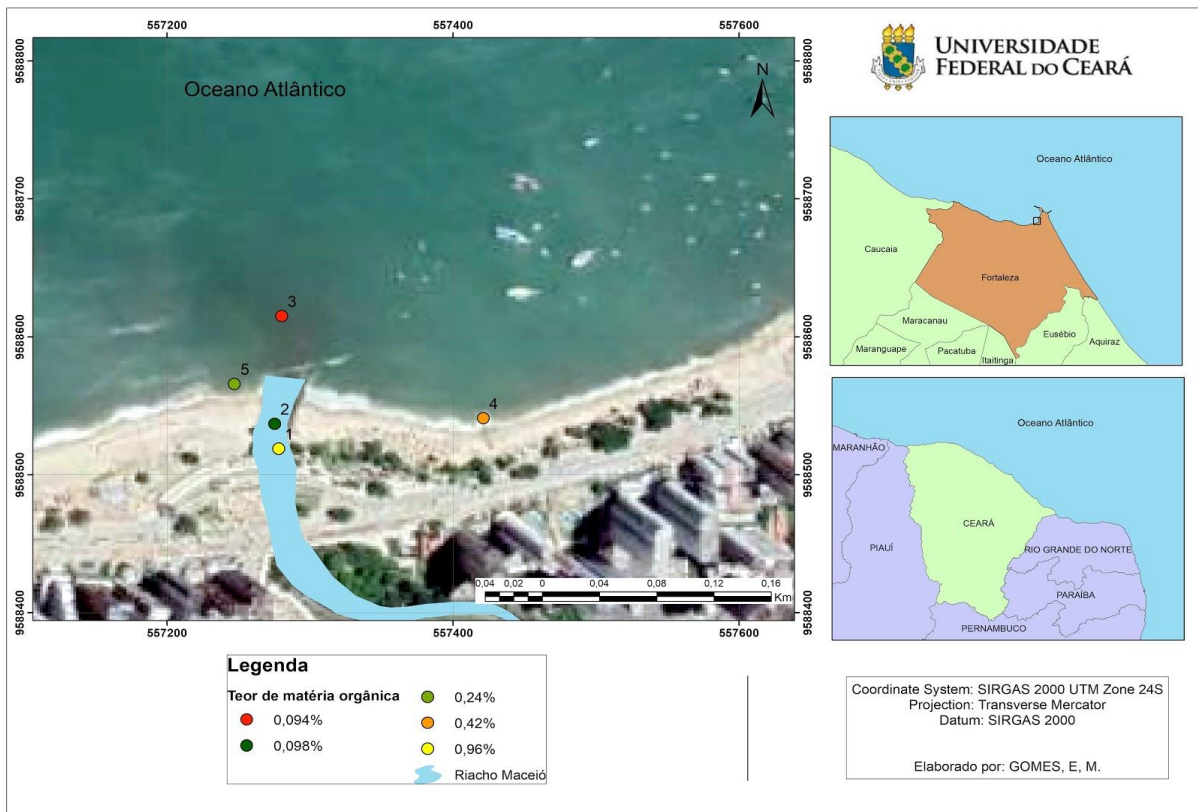 557200
557400
557600
9588800
9588700
9588600
9588500
9588400
Oceano Atlântico
N
3
5
2
1
4
0,04 0,02 0 0,04 0,08 0,12 0,16
Km
9588800
9588700
9588600
9588500
9588400
557200
557400
557600
UNIVERSIDADE
FEDERAL DO CEARÁ
Oceano Atlântico
Caucaia
Fortaleza
Maracanau
Eusébio
Aquiraz
Maranguape
Pacatuba
Itaitinga
Oceano Atlântico
MARANHÃO
CEARÁ
PIAUÍ
RIO GRANDE DO NORTE
PARAÍBA
PERNAMBUCO
Legenda
Teor de matéria orgânica
0,094%
0,098%
0,24%
0,42%
0,96%
Riacho Maceió
Coordinate System: SIRGAS 2000 UTM Zone 24S
Projection: Transverse Mercator
Datum: SIRGAS 2000
Elaborado por: GOMES, E, M.